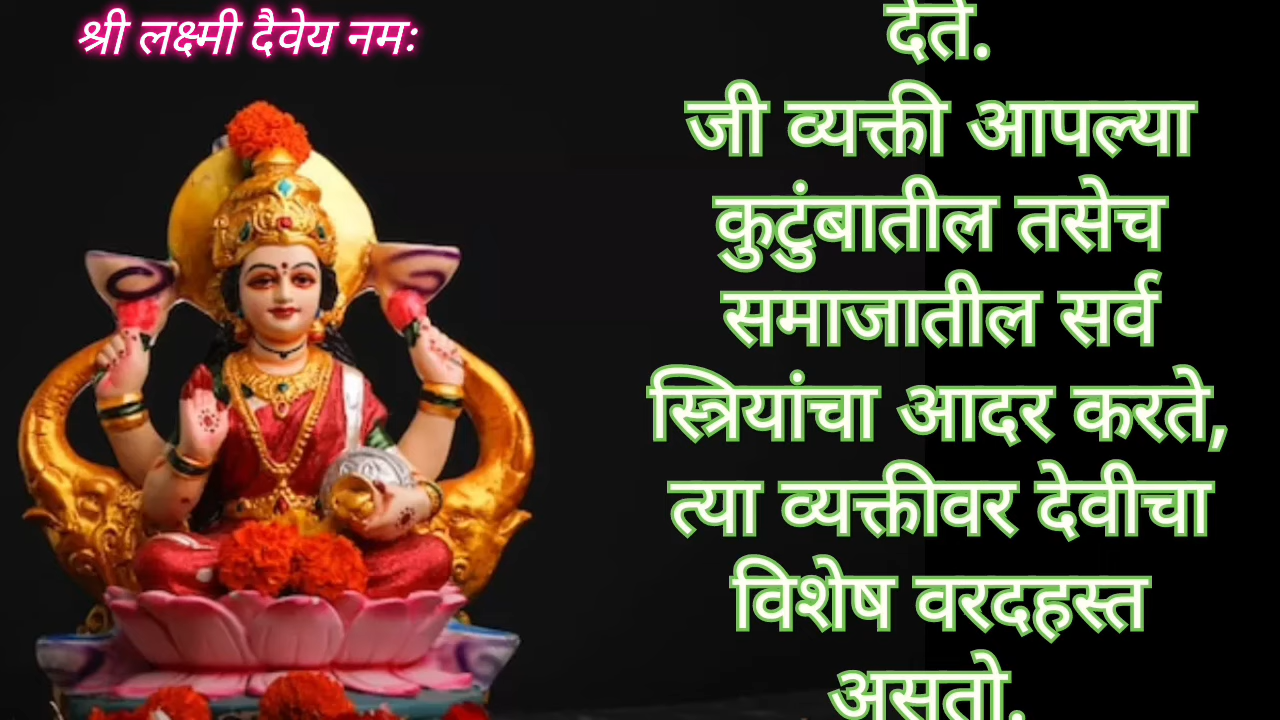 श्री लक्ष्मी दैवेय नमः
देते.
जी व्यक्ती आपल्या
कुटुंबातील तसेच
समाजातील सर्व
स्त्रियांचा आदर करते,
त्या व्यक्तीवर देवीचा
विशेष वरदहस्त
असतो.